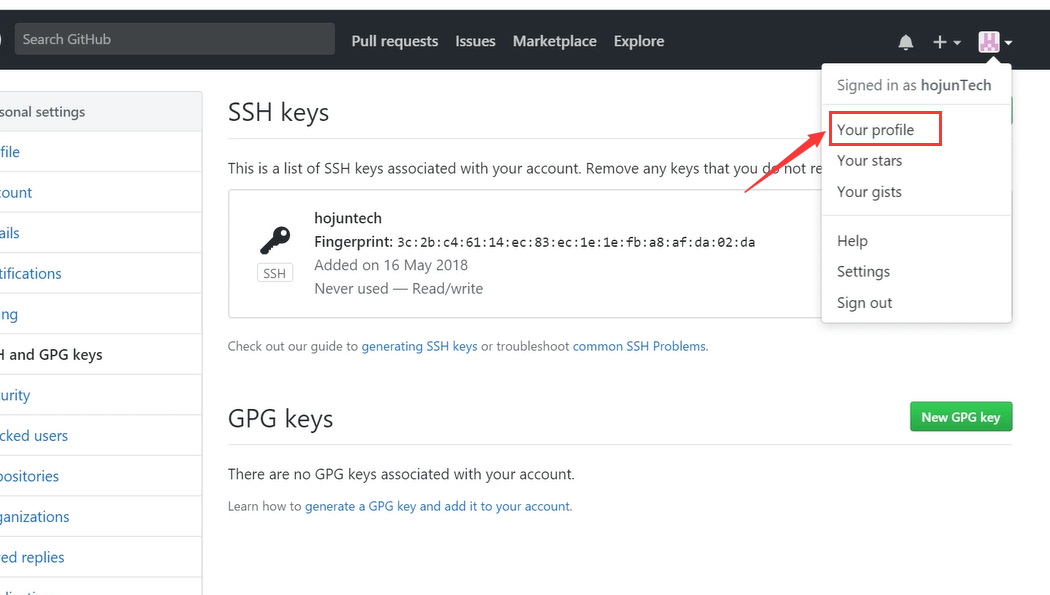 Search GitHub
Pull requests
Issues
Marketplace
Explore
Signed in as hojunTech
Your profile
Your stars
Your gists
Help
Settings
Sign out
sonal settings
file
count
ails
tifications
ng
H and GPG keys
urity
cked users
positories
ganizations
ed replies
SSH keys
This is a list of SSH keys associated with your account. Remove any keys that you do not re
hojuntech
Fingerprint: 3c:2b:c4:61:14:ec:83:ec:1e:1e:fb:a8:af:da:02:da
SSH
Added on 16 May 2018
Never used — Read/write
Check out our guide to generating SSH keys or troubleshoot common SSH Problems.
GPG keys
New GPG key
There are no GPG keys associated with your account.
Learn how to generate a GPG key and add it to your account.